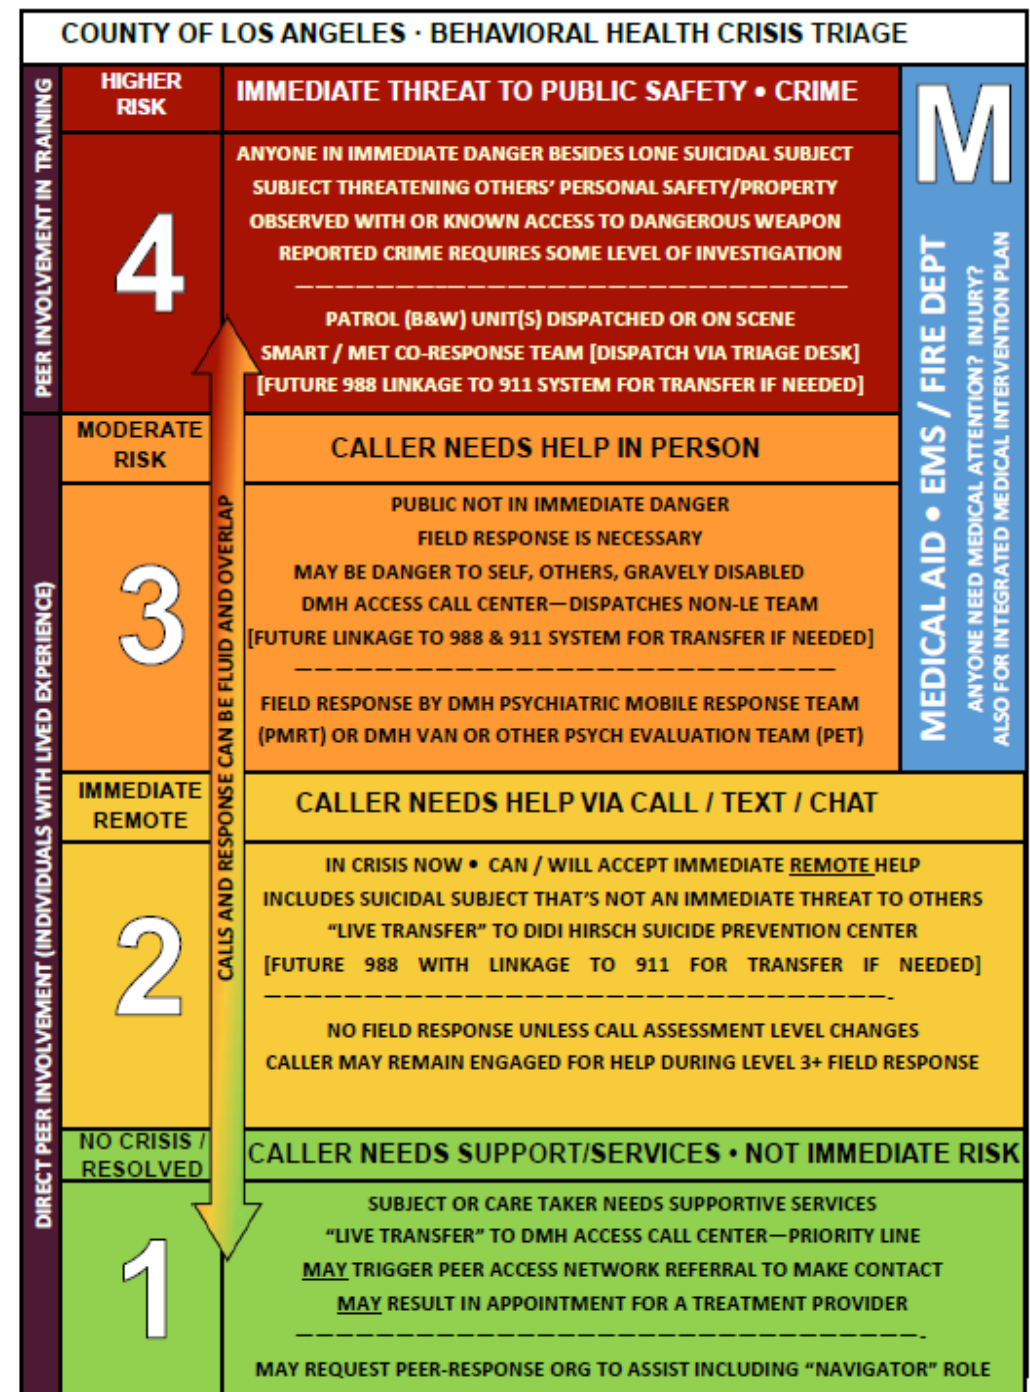 COUNTY OF LOS ANGELES · BEHAVIORAL HEALTH CRISIS TRIAGE
PEER INVOLVEMENT IN TRAINING
HIGHER
RISK
IMMEDIATE THREAT TO PUBLIC SAFETY • CRIME
4
ANYONE IN IMMEDIATE DANGER BESIDES LONE SUICIDAL SUBJECT
SUBJECT THREATENING OTHERS' PERSONAL SAFETY/PROPERTY
OBSERVED WITH OR KNOWN ACCESS TO DANGEROUS WEAPON
REPORTED CRIME REQUIRES SOME LEVEL OF INVESTIGATION
————————————————————————————
PATROL (B&W) UNIT(S) DISPATCHED OR ON SCENE
SMART / MET CO-RESPONSE TEAM [DISPATCH VIA TRIAGE DESK]
[FUTURE 988 LINKAGE TO 911 SYSTEM FOR TRANSFER IF NEEDED]
M
MEDICAL AID • EMS / FIRE DEPT
ANYONE NEED MEDICAL ATTENTION? INJURY?
ALSO FOR INTEGRATED MEDICAL INTERVENTION PLAN
DIRECT PEER INVOLVEMENT (INDIVIDUALS WITH LIVED EXPERIENCE)
CALLS AND RESPONSE CAN BE FLUID AND OVERLAP
MODERATE
RISK
CALLER NEEDS HELP IN PERSON
3
PUBLIC NOT IN IMMEDIATE DANGER
FIELD RESPONSE IS NECESSARY
MAY BE DANGER TO SELF, OTHERS, GRAVELY DISABLED
DMH ACCESS CALL CENTER—DISPATCHES NON-LE TEAM
[FUTURE LINKAGE TO 988 & 911 SYSTEM FOR TRANSFER IF NEEDED]
———————————————————————————
FIELD RESPONSE BY DMH PSYCHIATRIC MOBILE RESPONSE TEAM
(PMRT) OR DMH VAN OR OTHER PSYCH EVALUATION TEAM (PET)
IMMEDIATE
REMOTE
CALLER NEEDS HELP VIA CALL / TEXT / CHAT
2
IN CRISIS NOW • CAN / WILL ACCEPT IMMEDIATE REMOTE HELP
INCLUDES SUICIDAL SUBJECT THAT'S NOT AN IMMEDIATE THREAT TO OTHERS
"LIVE TRANSFER" TO DIDI HIRSCH SUICIDE PREVENTION CENTER
[FUTURE 988 WITH LINKAGE TO 911 FOR TRANSFER IF NEEDED]
———————————————————————————————-
NO FIELD RESPONSE UNLESS CALL ASSESSMENT LEVEL CHANGES
CALLER MAY REMAIN ENGAGED FOR HELP DURING LEVEL 3+ FIELD RESPONSE
NO CRISIS /
RESOLVED
CALLER NEEDS SUPPORT/SERVICES • NOT IMMEDIATE RISK
1
SUBJECT OR CARE TAKER NEEDS SUPPORTIVE SERVICES
"LIVE TRANSFER" TO DMH ACCESS CALL CENTER—PRIORITY LINE
MAY TRIGGER PEER ACCESS NETWORK REFERRAL TO MAKE CONTACT
MAY RESULT IN APPOINTMENT FOR A TREATMENT PROVIDER
———————————————————————————————-
MAY REQUEST PEER-RESPONSE ORG TO ASSIST INCLUDING "NAVIGATOR" ROLE